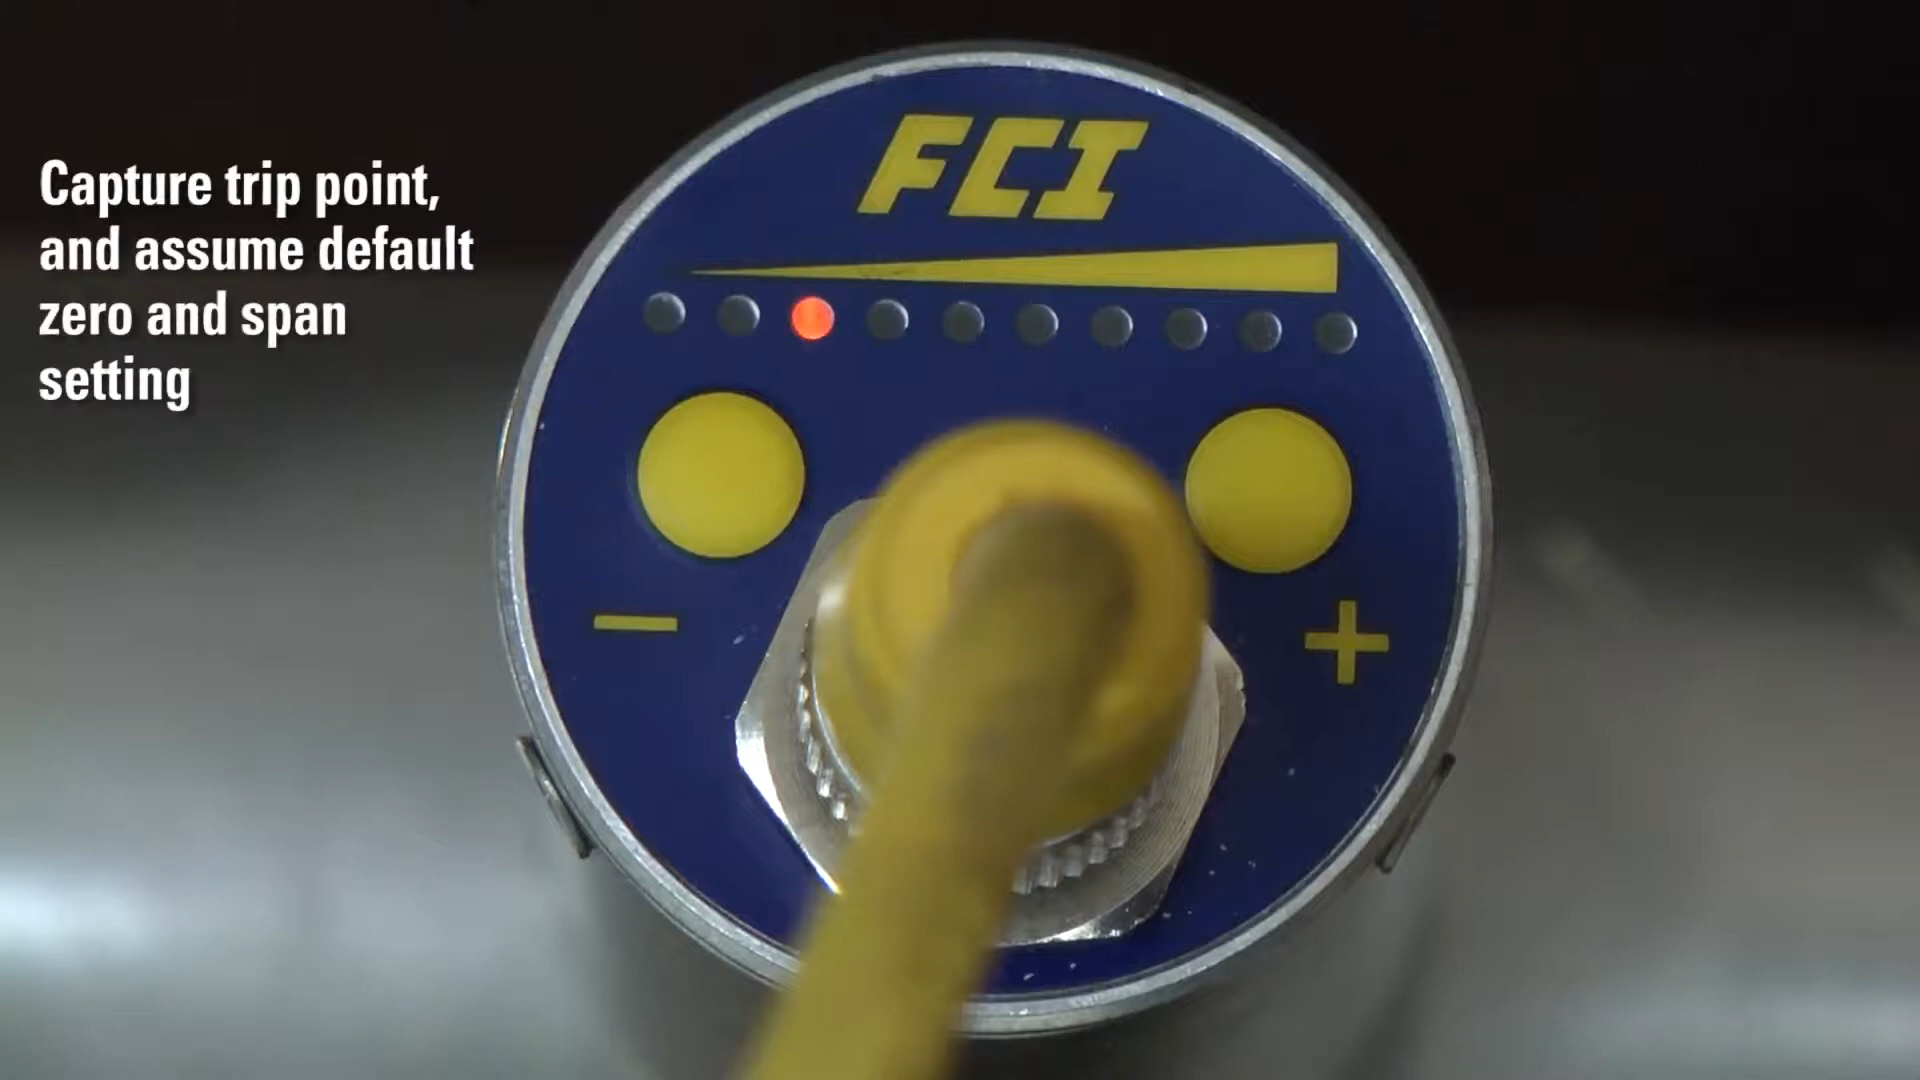 Capture trip point,
and assume default
zero and span
setting
FCI
−
+